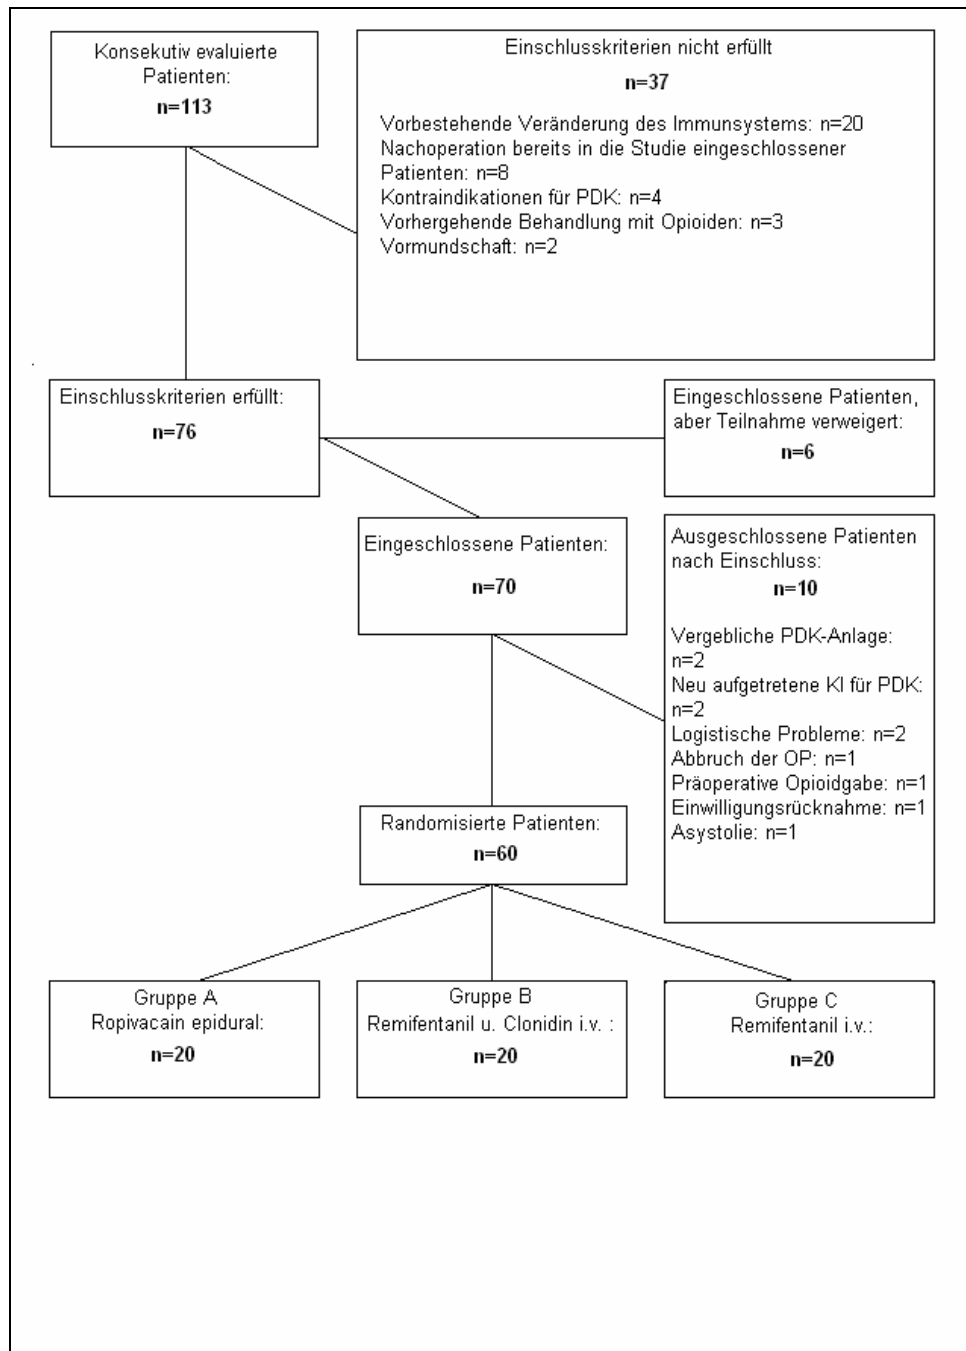 Konsekutiv evaluierte
Patienten:
n=113
Einschlusskriterien nicht erfüllt
n=37
Vorbestehende Veränderung des Immunsystems: n=20
Nachoperation bereits in die Studie eingeschlossener
Patienten: n=8
Kontraindikationen für PDK: n=4
Vorhergehende Behandlung mit Opioiden: n=3
Vormundschaft: n=2
Einschlusskriterien erfüllt:
n=76
Eingeschlossene Patienten,
aber Teilnahme verweigert:
n=6
Eingeschlossene Patienten:
n=70
Ausgeschlossene Patienten
nach Einschluss:
n=10
Vergebliche PDK-Anlage:
n=2
Neu aufgetretene KI für PDK:
n=2
Logistische Probleme: n=2
Abbruch der OP: n=1
Präoperative Opioidgabe: n=1
Einwilligungsrücknahme: n=1
Asystolie: n=1
Randomisierte Patienten:
n=60
Gruppe A
Ropivacain epidural:
n=20
Gruppe B
Remifentanil u. Clonidin i.v. :
n=20
Gruppe C
Remifentanil i.v.:
n=20